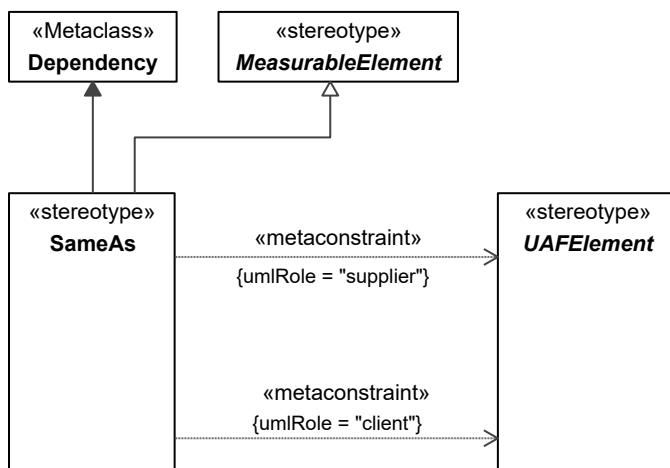 «Metaclass»
Dependency
«stereotype»
MeasurableElement
«stereotype»
SameAs
«metaconstraint»
{umlRole = "supplier"}
«metaconstraint»
{umlRole = "client"}
«stereotype»
UAFElement